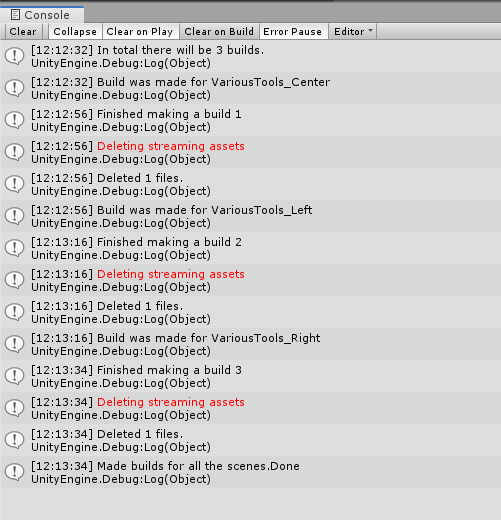 Console
Clear Collapse Clear on Play Clear on Build Error Pause Editor
[12:12:32] In total there will be 3 builds.
UnityEngine.Debug:Log(Object)
[12:12:32] Build was made for VariousTools_Center
UnityEngine.Debug:Log(Object)
[12:12:56] Finished making a build 1
UnityEngine.Debug:Log(Object)
[12:12:56] Deleting streaming assets
UnityEngine.Debug:Log(Object)
[12:12:56] Deleted 1 files.
UnityEngine.Debug:Log(Object)
[12:12:56] Build was made for VariousTools_Left
UnityEngine.Debug:Log(Object)
[12:13:16] Finished making a build 2
UnityEngine.Debug:Log(Object)
[12:13:16] Deleting streaming assets
UnityEngine.Debug:Log(Object)
[12:13:16] Deleted 1 files.
UnityEngine.Debug:Log(Object)
[12:13:16] Build was made for VariousTools_Right
UnityEngine.Debug:Log(Object)
[12:13:34] Finished making a build 3
UnityEngine.Debug:Log(Object)
[12:13:34] Deleting streaming assets
UnityEngine.Debug:Log(Object)
[12:13:34] Deleted 1 files.
UnityEngine.Debug:Log(Object)
[12:13:34] Made builds for all the scenes.Done
UnityEngine.Debug:Log(Object)